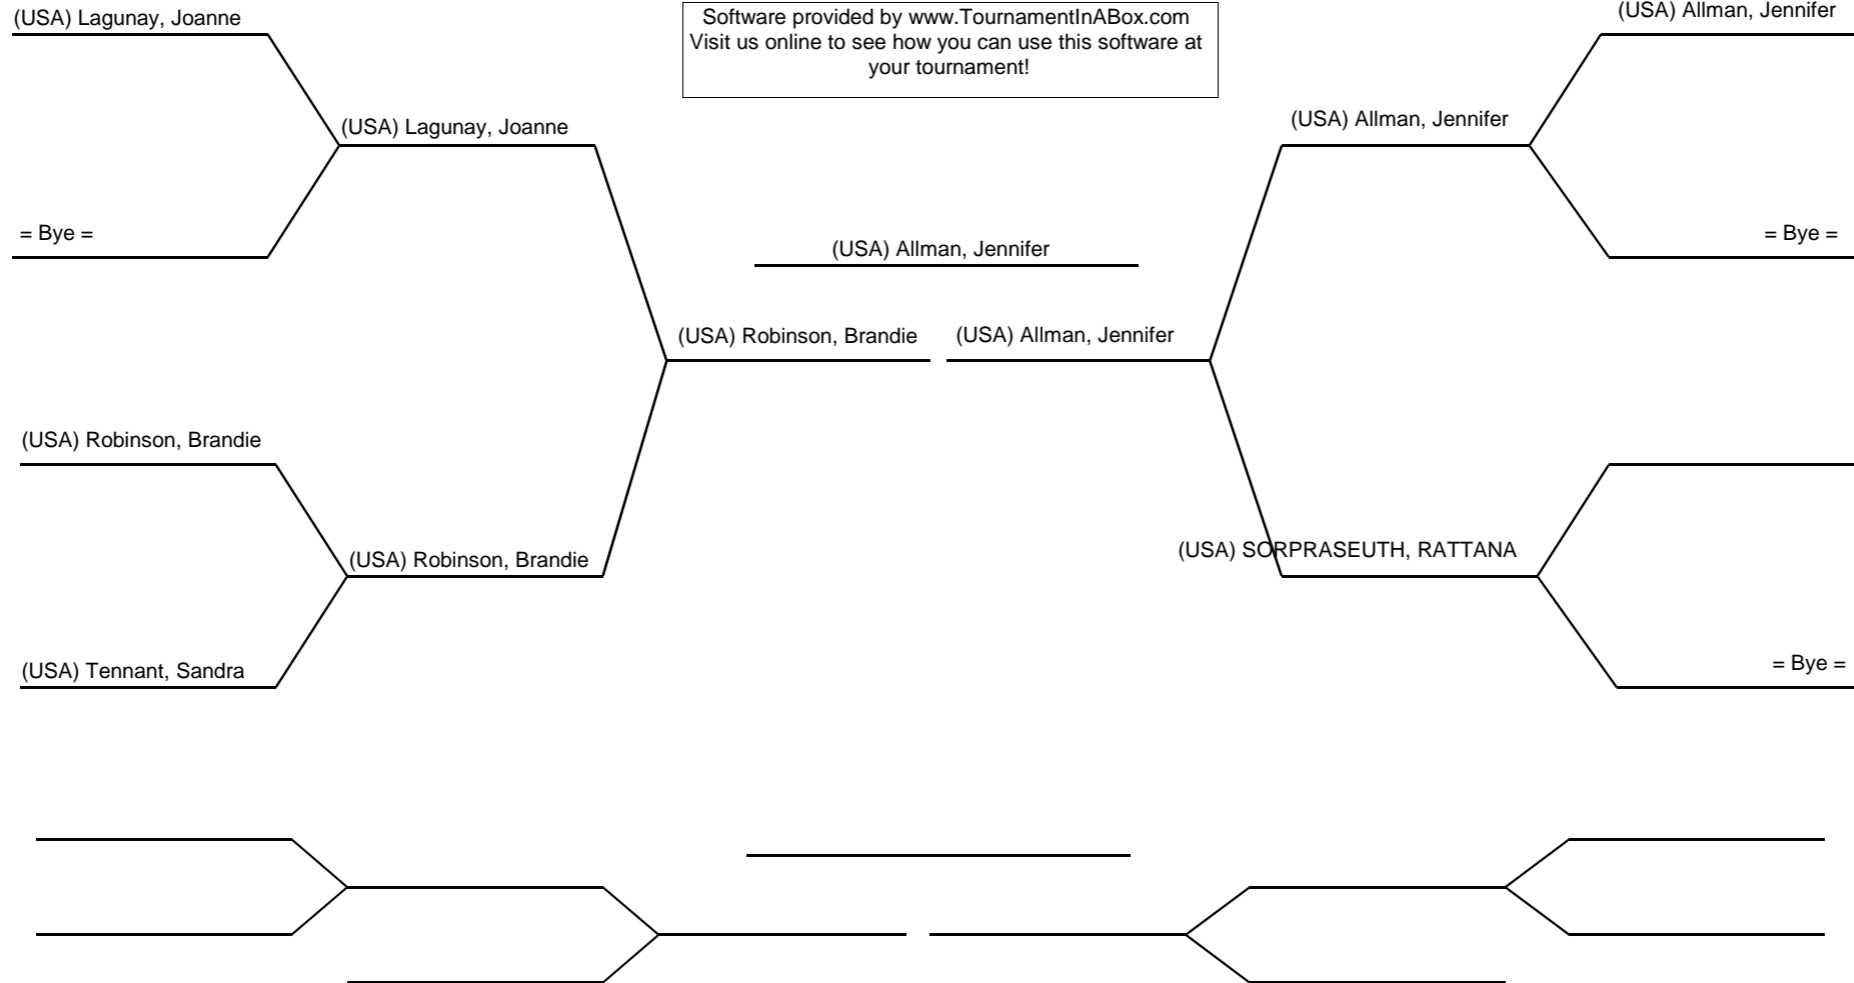 (USA) Lagunay, Joanne
Software provided by www.TournamentInABox.com
Visit us online to see how you can use this software at
your tournament!
(USA) Allman, Jennifer
(USA) Lagunay, Joanne
(USA) Allman, Jennifer
= Bye =
(USA) Allman, Jennifer
= Bye =
(USA) Robinson, Brandie
(USA) Allman, Jennifer
(USA) Robinson, Brandie
(USA) Robinson, Brandie
(USA) SORPRASEUTH, RATTANA
(USA) Tennant, Sandra
= Bye =